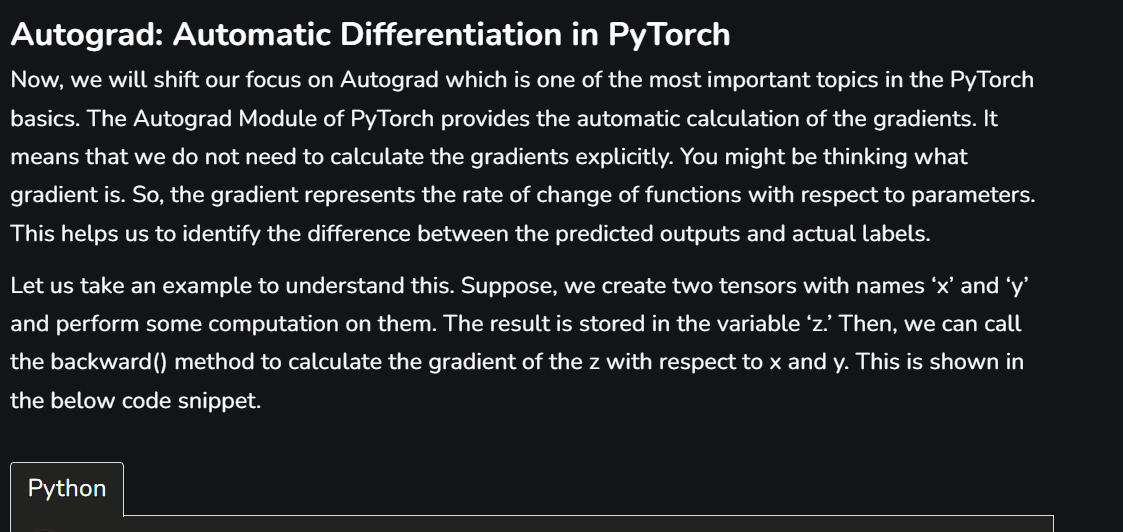 Autograd: Automatic Differentiation in PyTorch
Now, we will shift our focus on Autograd which is one of the most important topics in the PyTorch
basics. The Autograd Module of PyTorch provides the automatic calculation of the gradients. It
means that we do not need to calculate the gradients explicitly. You might be thinking what
gradient is. So, the gradient represents the rate of change of functions with respect to parameters.
This helps us to identify the difference between the predicted outputs and actual labels.
Let us take an example to understand this. Suppose, we create two tensors with names ‘x’ and ‘y’
and perform some computation on them. The result is stored in the variable ‘z.’ Then, we can call
the backward() method to calculate the gradient of the z with respect to x and y. This is shown in
the below code snippet.
Python